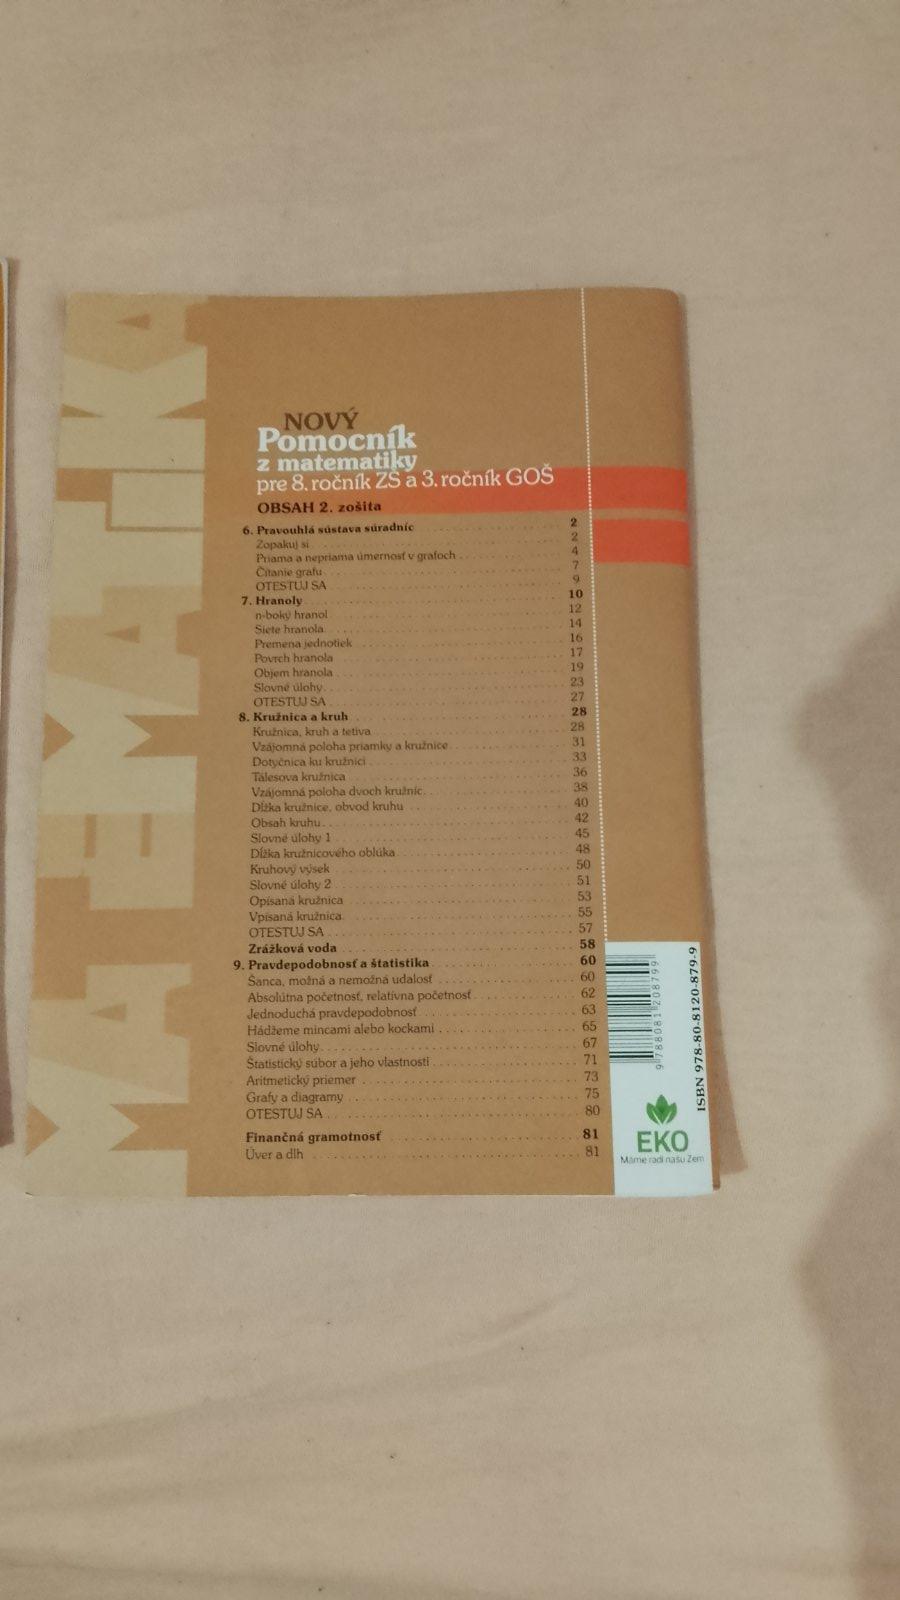 MATEMATIKA
NOVÝ
Pomocník
z matematiky
pre 8. ročník ZŠ a 3. ročník GOŠ
OBSAH 2. zošita
6. Pravouhlá sústava súradníc 2
Zopakuj si 2
Priama a nepriama úmernosť v grafoch 4
Čítanie grafu 7
OTESTUJ SA 9
7. Hranoly 10
n-boký hranol 12
Siete hranola 14
Premena jednotiek 16
Povrch hranola 17
Objem hranola 19
Slovné úlohy 23
OTESTUJ SA 27
8. Kružnica a kruh 28
Kružnica, kruh a tetiva 28
Vzájomná poloha priamky a kružnice 31
Dotyčnica ku kružnici 33
Tálesova kružnica 36
Vzájomná poloha dvoch kružníc 38
Dĺžka kružnice, obvod kruhu 40
Obsah kruhu 42
Slovné úlohy 1 45
Dĺžka kružnicového oblúka 48
Kruhový výsek 50
Slovné úlohy 2 51
Opísaná kružnica 53
Vpísaná kružnica 55
OTESTUJ SA 57
Zrážková voda 58
9. Pravdepodobnosť a štatistika 60
Šanca, možná a nemožná udalosť 60
Absolútna početnosť, relatívna početnosť 62
Jednoduchá pravdepodobnosť 63
Hádžeme mincami alebo kockami 65
Slovné úlohy 67
Štatistický súbor a jeho vlastnosti 71
Aritmetický priemer 73
Grafy a diagramy 75
OTESTUJ SA 80
Finančná gramotnosť 81
Úver a dlh 81
9 788081 208799
ISBN 978-80-8120-879-9
EKO
Máme radi našu Zem